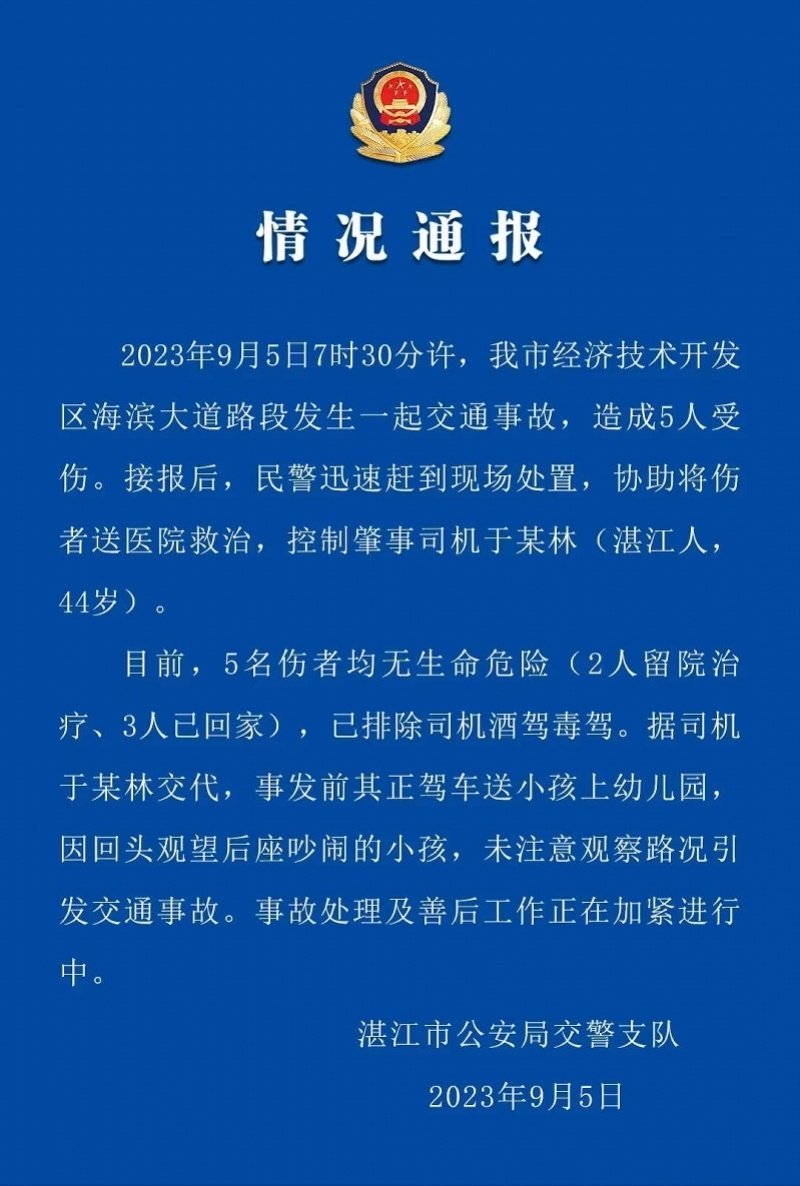 情况通报
2023年9月5日7时30分许，我市经济技术开发
区海滨大道路段发生一起交通事故，造成5人受
伤。接报后，民警迅速赶到现场处置，协助将伤
者送医院救治，控制肇事司机于某林（湛江人，
44岁）。
目前，5名伤者均无生命危险（2人留院治
疗、3人已回家），已排除司机酒驾毒驾。据司机
于某林交代，事发前其正驾车送小孩上幼儿园，
因回头观望后座吵闹的小孩，未注意观察路况引
发交通事故。事故处理及善后工作正在加紧进行
中。
湛江市公安局交警支队
2023年9月5日